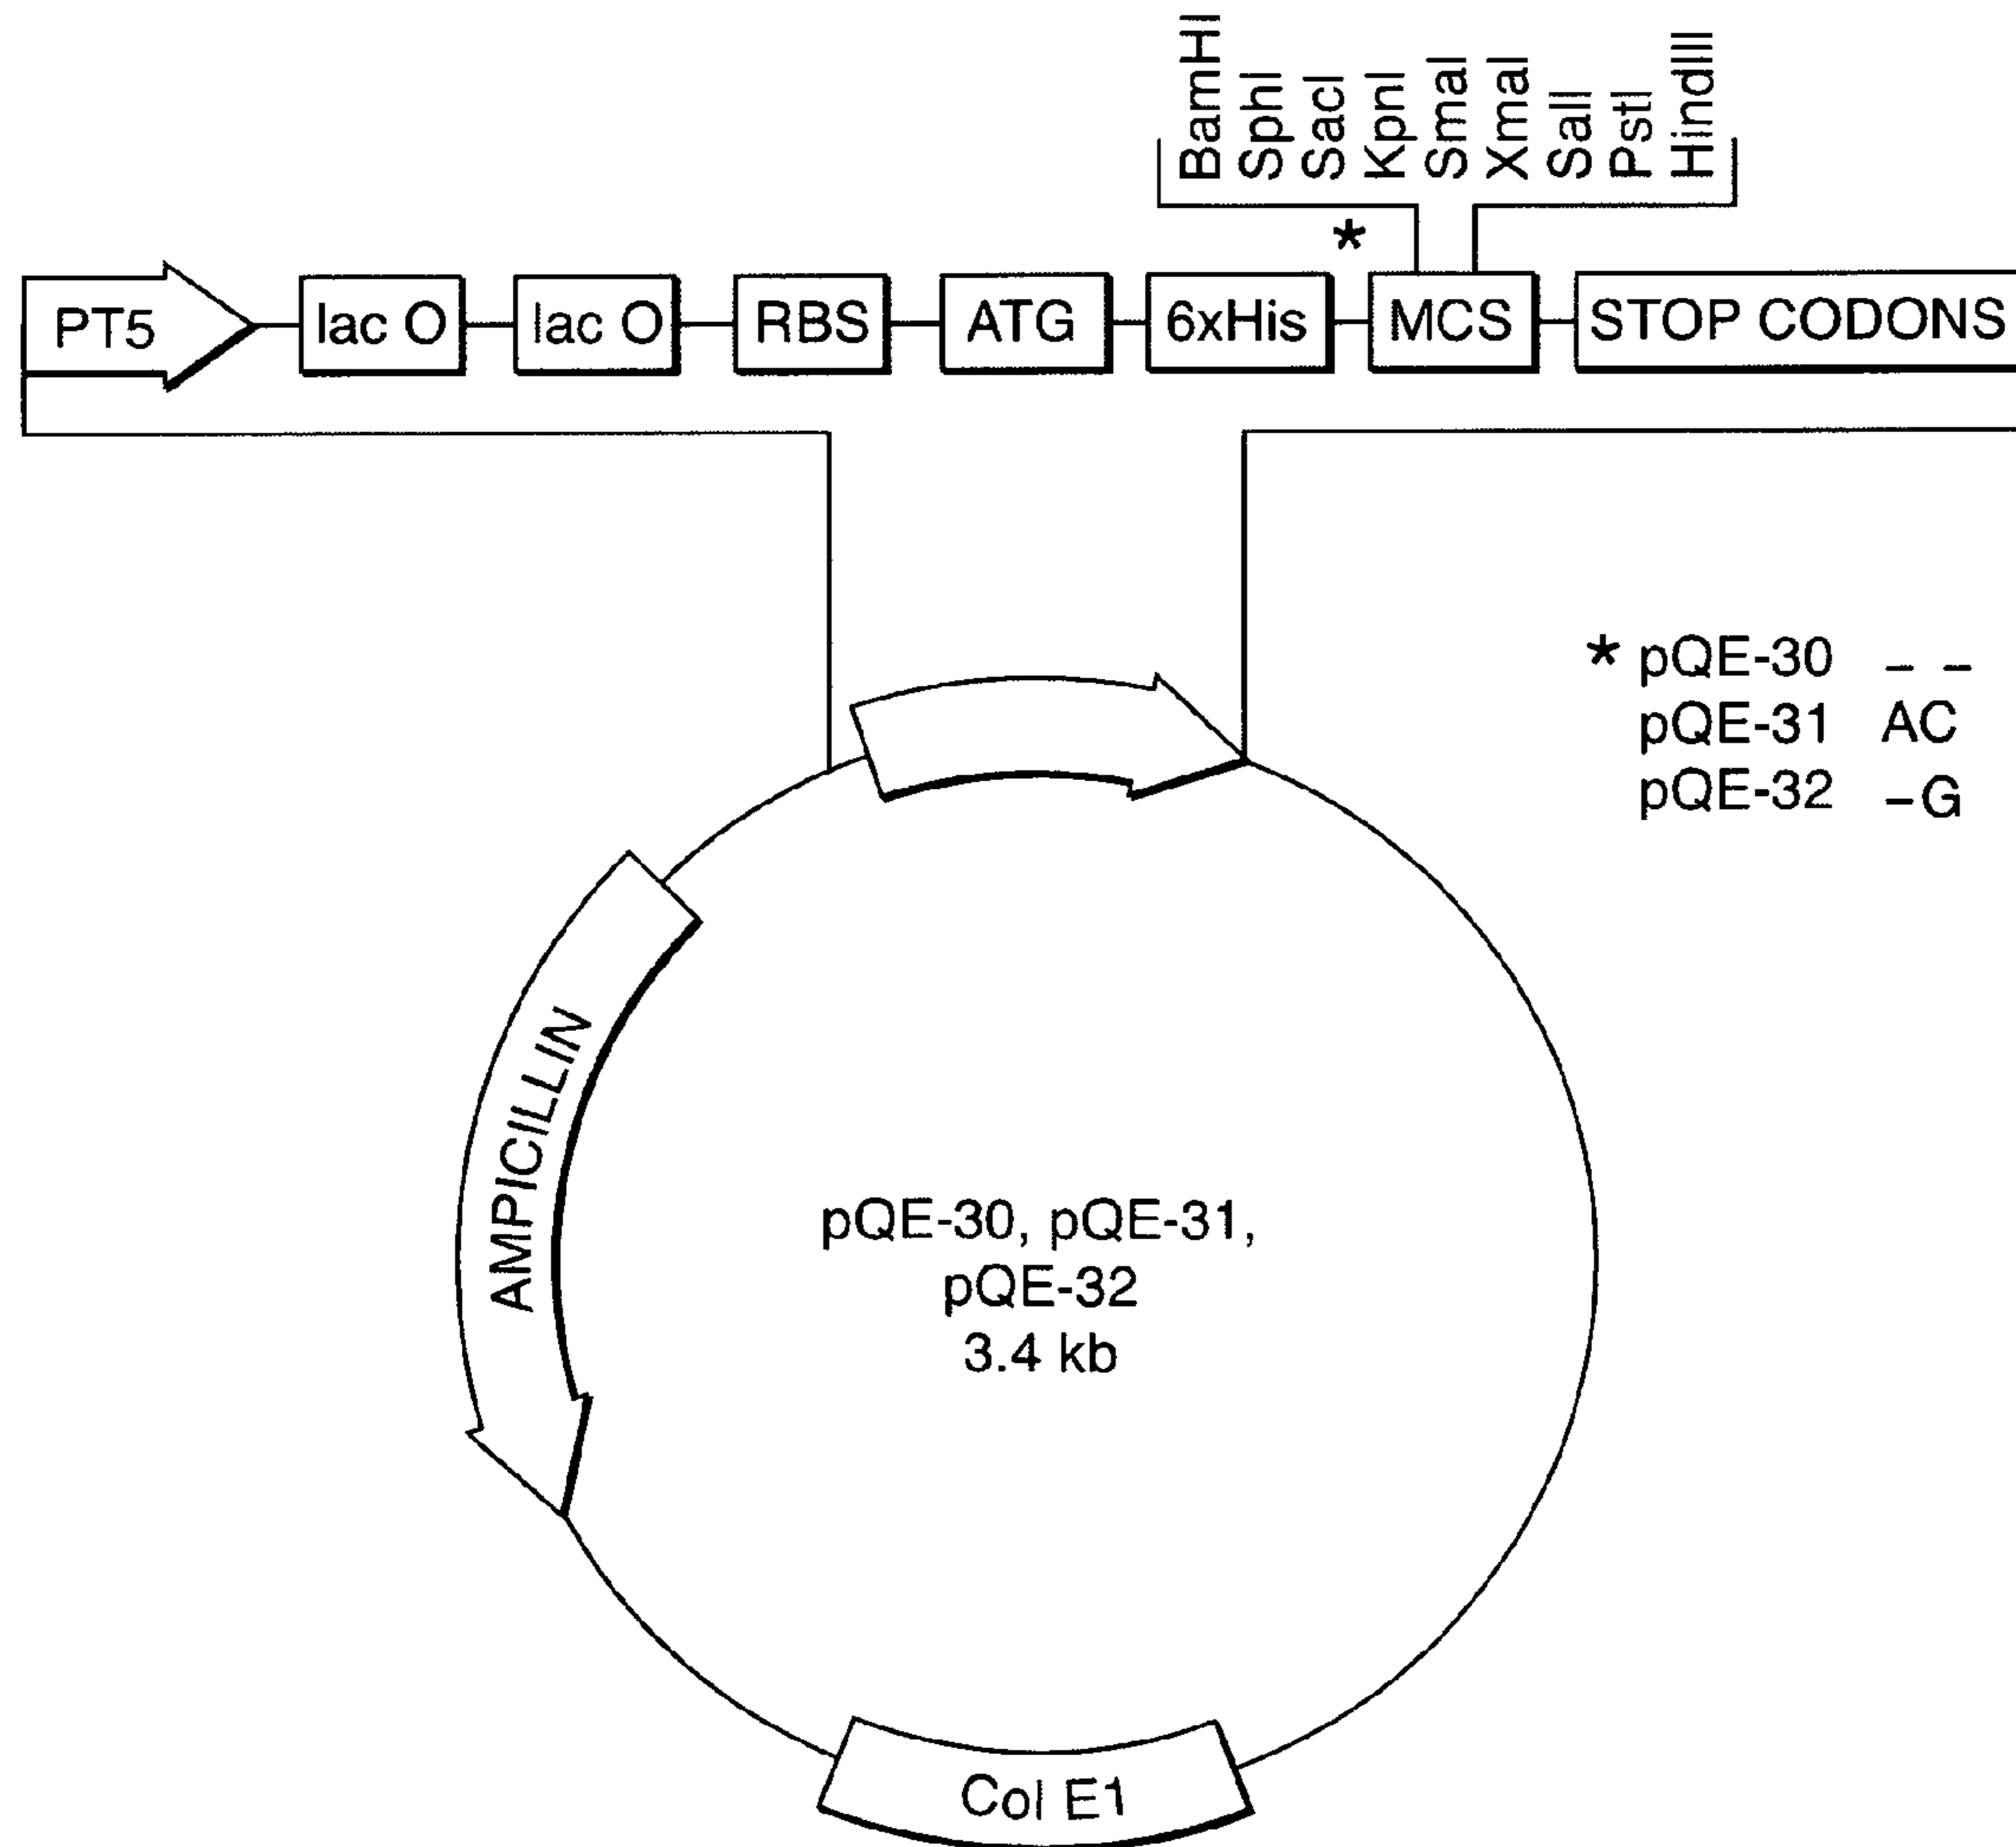 BamHI
SphI
SacI
KpnI
SmaI
XmaI
SalI
PstI
HindIII
*
PT5 lac O lac O RBS ATG 6xHis MCS STOP CODONS
* pQE-30 – –
pQE-31 AC
pQE-32 –G
AMPICILLIN
pQE-30, pQE-31,
pQE-32
3.4 kb
Col E1